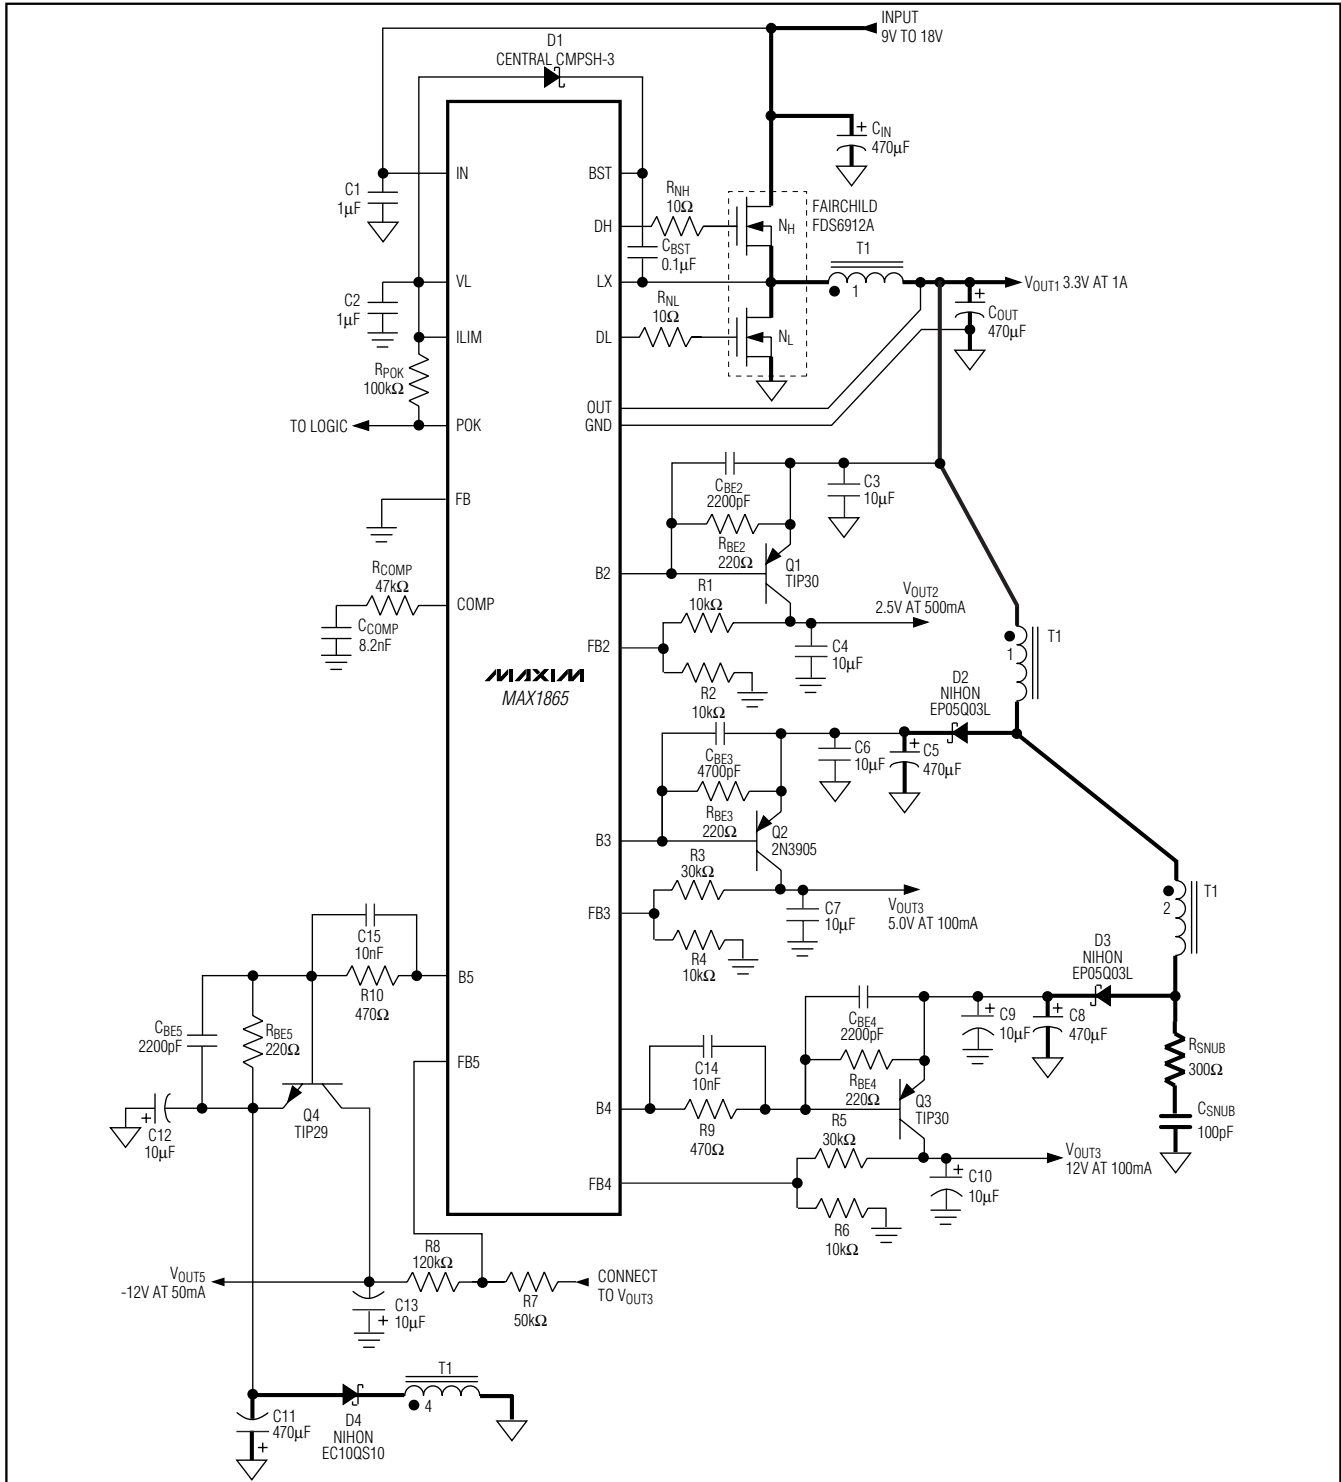 INPUT
9V TO 18V
D1
CENTRAL CMPSH-3
CIN
470µF
IN
BST
C1
1µF
RNH
10Ω
FAIRCHILD
FDS6912A
DH
NH
CBST
0.1µF
T1
1
VL
LX
VOUT1 3.3V AT 1A
C2
1µF
RNL
10Ω
COUT
470µF
ILIM
DL
NL
RPOK
100kΩ
OUT
GND
TO LOGIC
POK
FB
CBE2
2200pF
C3
10µF
RBE2
220Ω
Q1
TIP30
B2
RCOMP
47kΩ
COMP
CCOMP
8.2nF
R1
10kΩ
VOUT2
2.5V AT 500mA
FB2
C4
10µF
T1
1
MAXIM
MAX1865
R2
10kΩ
D2
NIHON
EP05Q03L
CBE3
4700pF
C6
10µF
C5
470µF
RBE3
220Ω
Q2
2N3905
B3
R3
30kΩ
T1
2
FB3
C7
10µF
VOUT3
5.0V AT 100mA
R4
10kΩ
C15
10nF
D3
NIHON
EP05Q03L
B5
R10
470Ω
CBE5
2200pF
RBE5
220Ω
CBE4
2200pF
C9
10µF
C8
470µF
RSNUB
300Ω
FB5
C14
10nF
RBE4
220Ω
Q3
TIP30
B4
R9
470Ω
CSNUB
100pF
C12
10µF
Q4
TIP29
R5
30kΩ
VOUT3
12V AT 100mA
FB4
C10
10µF
R6
10kΩ
VOUT5
-12V AT 50mA
R8
120kΩ
R7
50kΩ
CONNECT
TO VOUT3
C13
10µF
T1
4
C11
470µF
D4
NIHON
EC10QS10